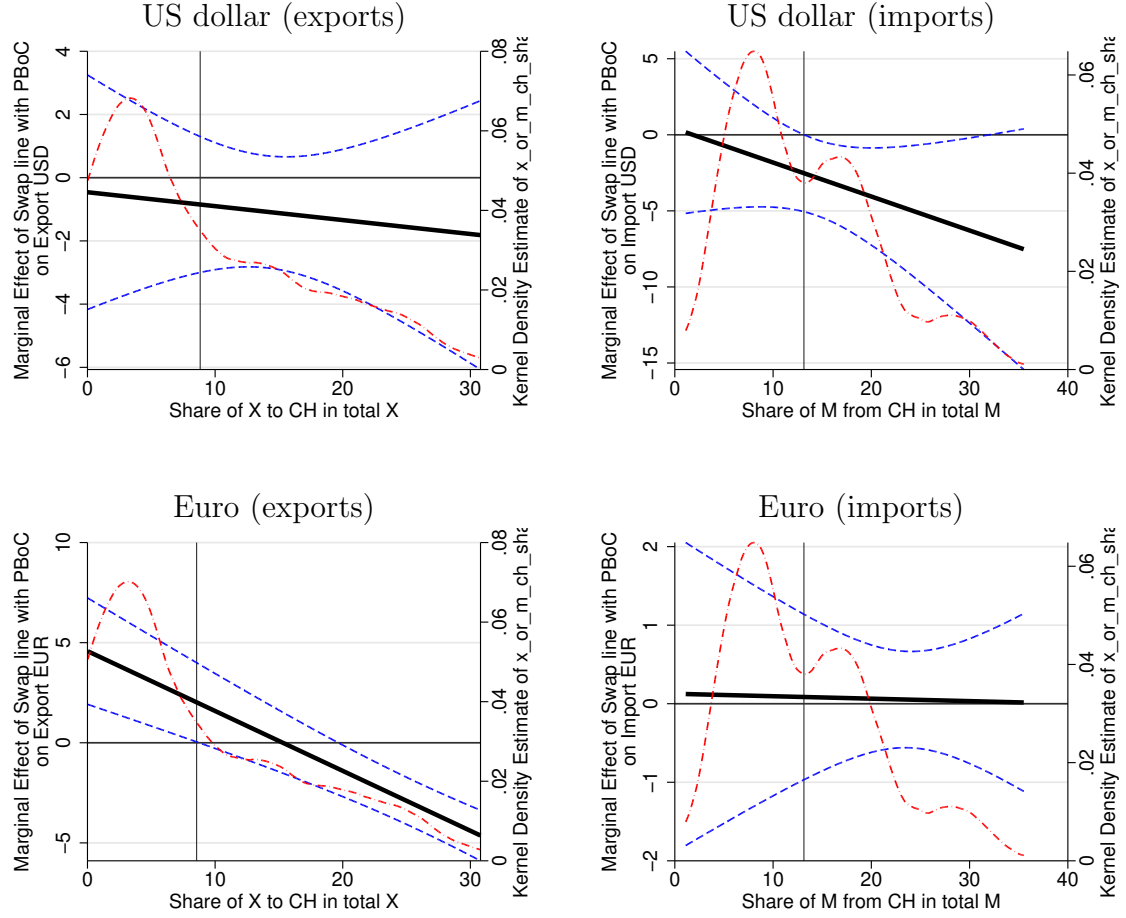 US dollar (exports)
Marginal Effect of Swap line with PBoC
on Export USD
4
2
0
−2
−4
−6
.08
.06
.04
.02
0
Kernel Density Estimate of x_or_m_ch_sha
0
10
20
30
Share of X to CH in total X
US dollar (imports)
Marginal Effect of Swap line with PBoC
on Import USD
5
0
−5
−10
−15
.06
.04
.02
0
Kernel Density Estimate of x_or_m_ch_sha
0
10
20
30
40
Share of M from CH in total M
Euro (exports)
Marginal Effect of Swap line with PBoC
on Export EUR
10
5
0
−5
.08
.06
.04
.02
0
Kernel Density Estimate of x_or_m_ch_sha
0
10
20
30
Share of X to CH in total X
Euro (imports)
Marginal Effect of Swap line with PBoC
on Import EUR
2
1
0
−1
−2
.06
.04
.02
0
Kernel Density Estimate of x_or_m_ch_sha
0
10
20
30
40
Share of M from CH in total M